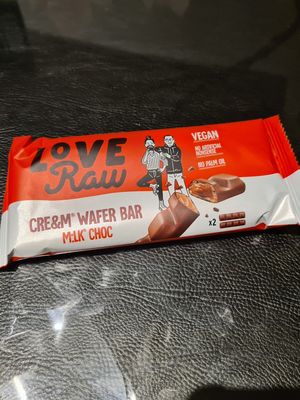 LOVE
Raw
CRE&M® WAFER BAR
M:LK® CHOC
VEGAN
NO ARTIFICIAL
NONSENSE
NO PALM OIL
x2